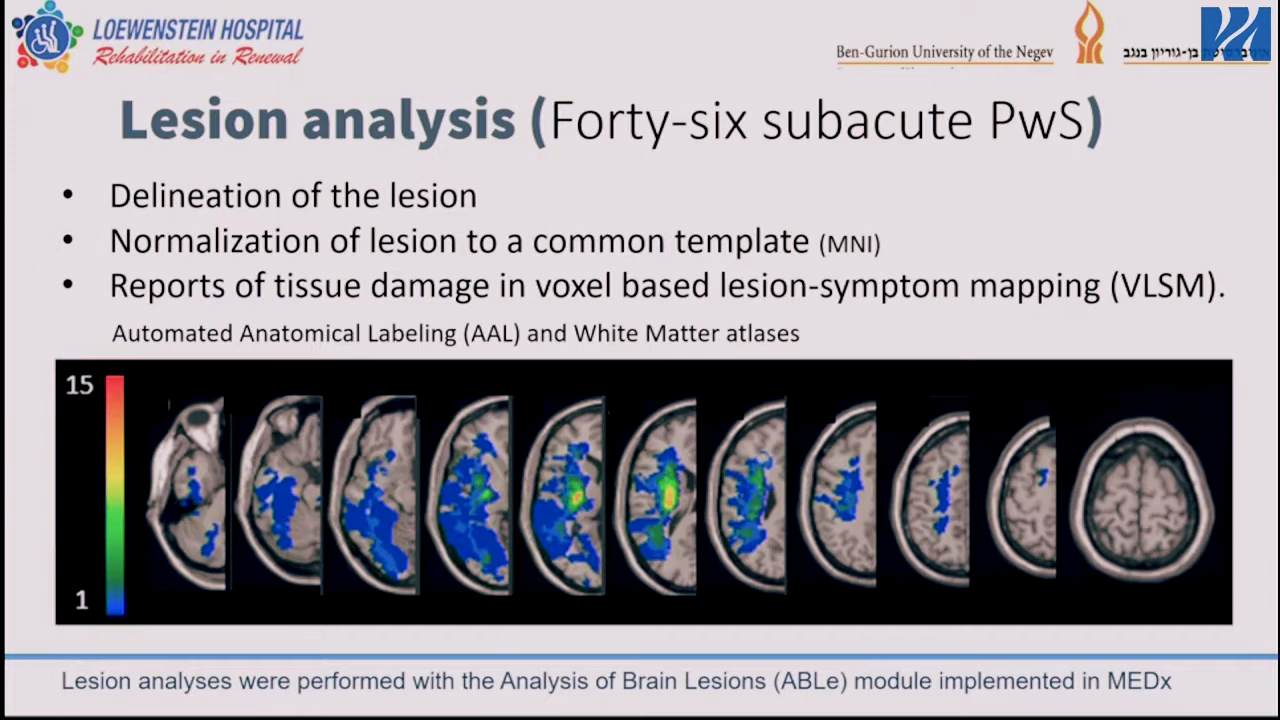 LOEWENSTEIN HOSPITAL
Rehabilitation in Renewal
Ben-Gurion University of the Negev
בן-גוריון בנגב
Lesion analysis (Forty-six subacute PwS)
• Delineation of the lesion
• Normalization of lesion to a common template (MNI)
• Reports of tissue damage in voxel based lesion-symptom mapping (VLSM).
Automated Anatomical Labeling (AAL) and White Matter atlases
15
1
Lesion analyses were performed with the Analysis of Brain Lesions (ABLe) module implemented in MEDx